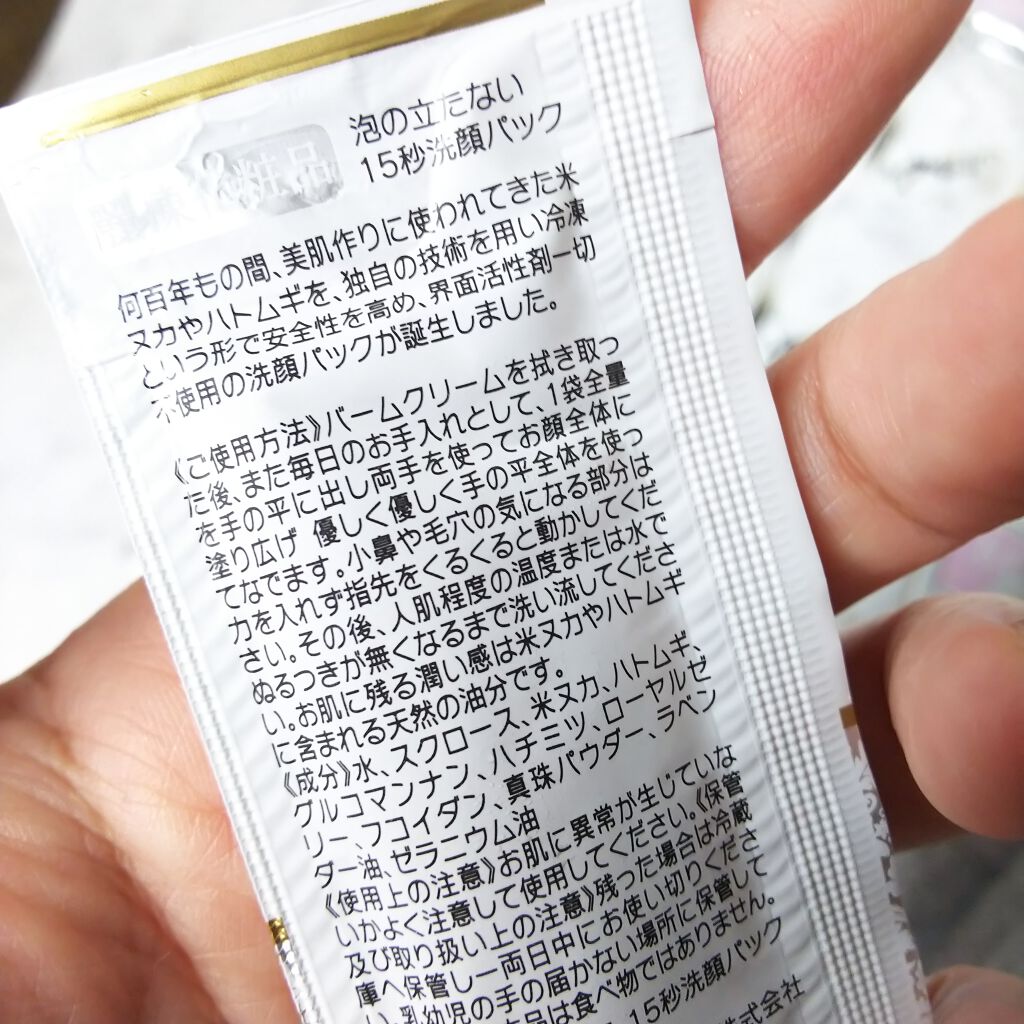 粧品
泡の立たない
15秒洗顔パック
何百年もの間、美肌作りに使われてきた米
ヌカやハトムギを、独自の技術を用い冷凍
という形で安全性を高め、界面活性剤一切
不使用の洗顔パックが誕生しました。
《ご使用方法》バームクリームを拭き取っ
た後、また毎日のお手入れとして、1袋全量
を手の平に出し両手を使ってお顔全体に
塗り広げ 優しく優しく手の平全体を使っ
てなでます。小鼻や毛穴の気になる部分は
力を入れず指先をくるくると動かしてくだ
さい。その後、人肌程度の温度または水で
ぬるつきが無くなるまで洗い流してくださ
い。お肌に残る潤い感は米ヌカやハトムギ
に含まれる天然の油分です。
《成分》水、スクロース、米ヌカ、ハトムギ、
グルコマンナン、ハチミツ、ローヤルゼ
リー、フコイダン、真珠パウダー、ラベン
ダー油、ゼラニウム油
《使用上の注意》お肌に異常が生じていな
いかよく注意して使用してください。《保管
及び取り扱い上の注意》残った場合は冷蔵
庫へ保管し一両日中にお使い切りくださ
い。乳幼児の手の届かない場所に保管して
品は食べ物ではありません。
15秒洗顔パック
株式会社